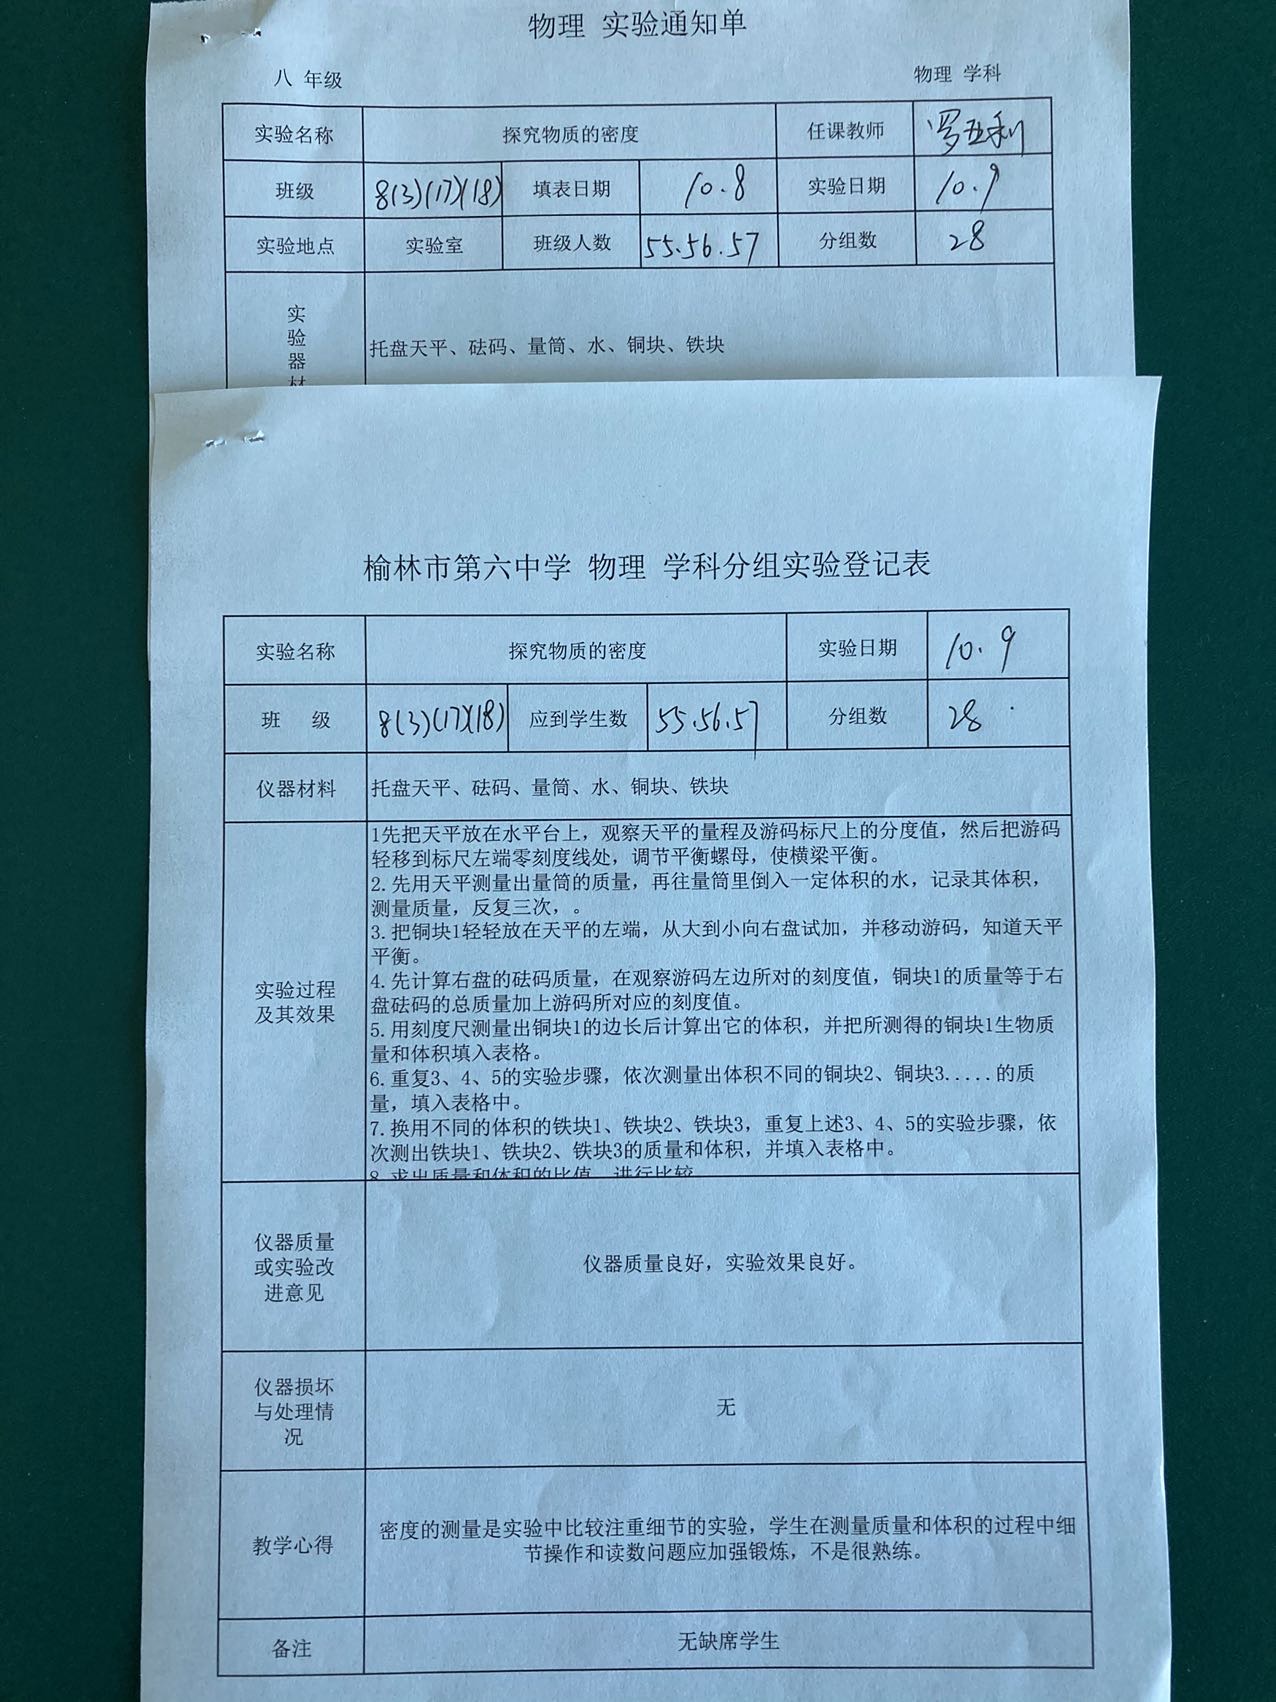 物理 实验通知单
八 年级 物理 学科
实验名称 探究物质的密度 任课教师 罗亚利
班级 8(3)(17)(18) 填表日期 10.8 实验日期 10.9
实验地点 实验室 班级人数 55.56.57 分组数 28
实验器材 托盘天平、砝码、量筒、水、铜块、铁块
榆林市第六中学 物理 学科分组实验登记表
实验名称 探究物质的密度 实验日期 10.9
班 级 8(3)(17)(18) 应到学生数 55.56.57 分组数 28
仪器材料 托盘天平、砝码、量筒、水、铜块、铁块
实验过程
及其效果
1先把天平放在水平台上，观察天平的量程及游码标尺上的分度值，然后把游码
轻移到标尺左端零刻度线处，调节平衡螺母，使横梁平衡。
2.先用天平测量出量筒的质量，再往量筒里倒入一定体积的水，记录其体积，
测量质量，反复三次，。
3.把铜块1轻轻放在天平的左端，从大到小向右盘试加，并移动游码，知道天平
平衡。
4.先计算右盘的砝码质量，在观察游码左边所对的刻度值，铜块1的质量等于右
盘砝码的总质量加上游码所对应的刻度值。
5.用刻度尺测量出铜块1的边长后计算出它的体积，并把所测得的铜块1生物质
量和体积填入表格。
6.重复3、4、5的实验步骤，依次测量出体积不同的铜块2、铜块3.....的质
量，填入表格中。
7.换用不同的体积的铁块1、铁块2、铁块3，重复上述3、4、5的实验步骤，依
次测出铁块1、铁块2、铁块3的质量和体积，并填入表格中。
8.求出质量和体积的比值，进行比较
仪器质量
或实验改
进意见
仪器质量良好，实验效果良好。
仪器损坏
与处理情
况
无
教学心得
密度的测量是实验中比较注重细节的实验，学生在测量质量和体积的过程中细
节操作和读数问题应加强锻炼，不是很熟练。
备注 无缺席学生